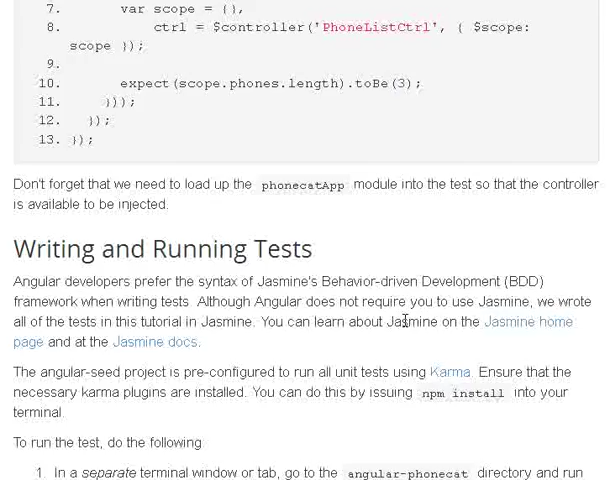 7. var scope = {},
8. ctrl = $controller('PhoneListCtrl', { $scope:
scope });
9.
10. expect(scope.phones.length).toBe(3);
11. }));
12. });
13. });
Don't forget that we need to load up the phonecatApp module into the test so that the controller
is available to be injected.
Writing and Running Tests
Angular developers prefer the syntax of Jasmine's Behavior-driven Development (BDD)
framework when writing tests. Although Angular does not require you to use Jasmine, we wrote
all of the tests in this tutorial in Jasmine. You can learn about Jasmine on the Jasmine home
page and at the Jasmine docs.
The angular-seed project is pre-configured to run all unit tests using Karma. Ensure that the
necessary karma plugins are installed. You can do this by issuing npm install into your
terminal.
To run the test, do the following:
1. In a separate terminal window or tab, go to the angular-phonecat directory and run